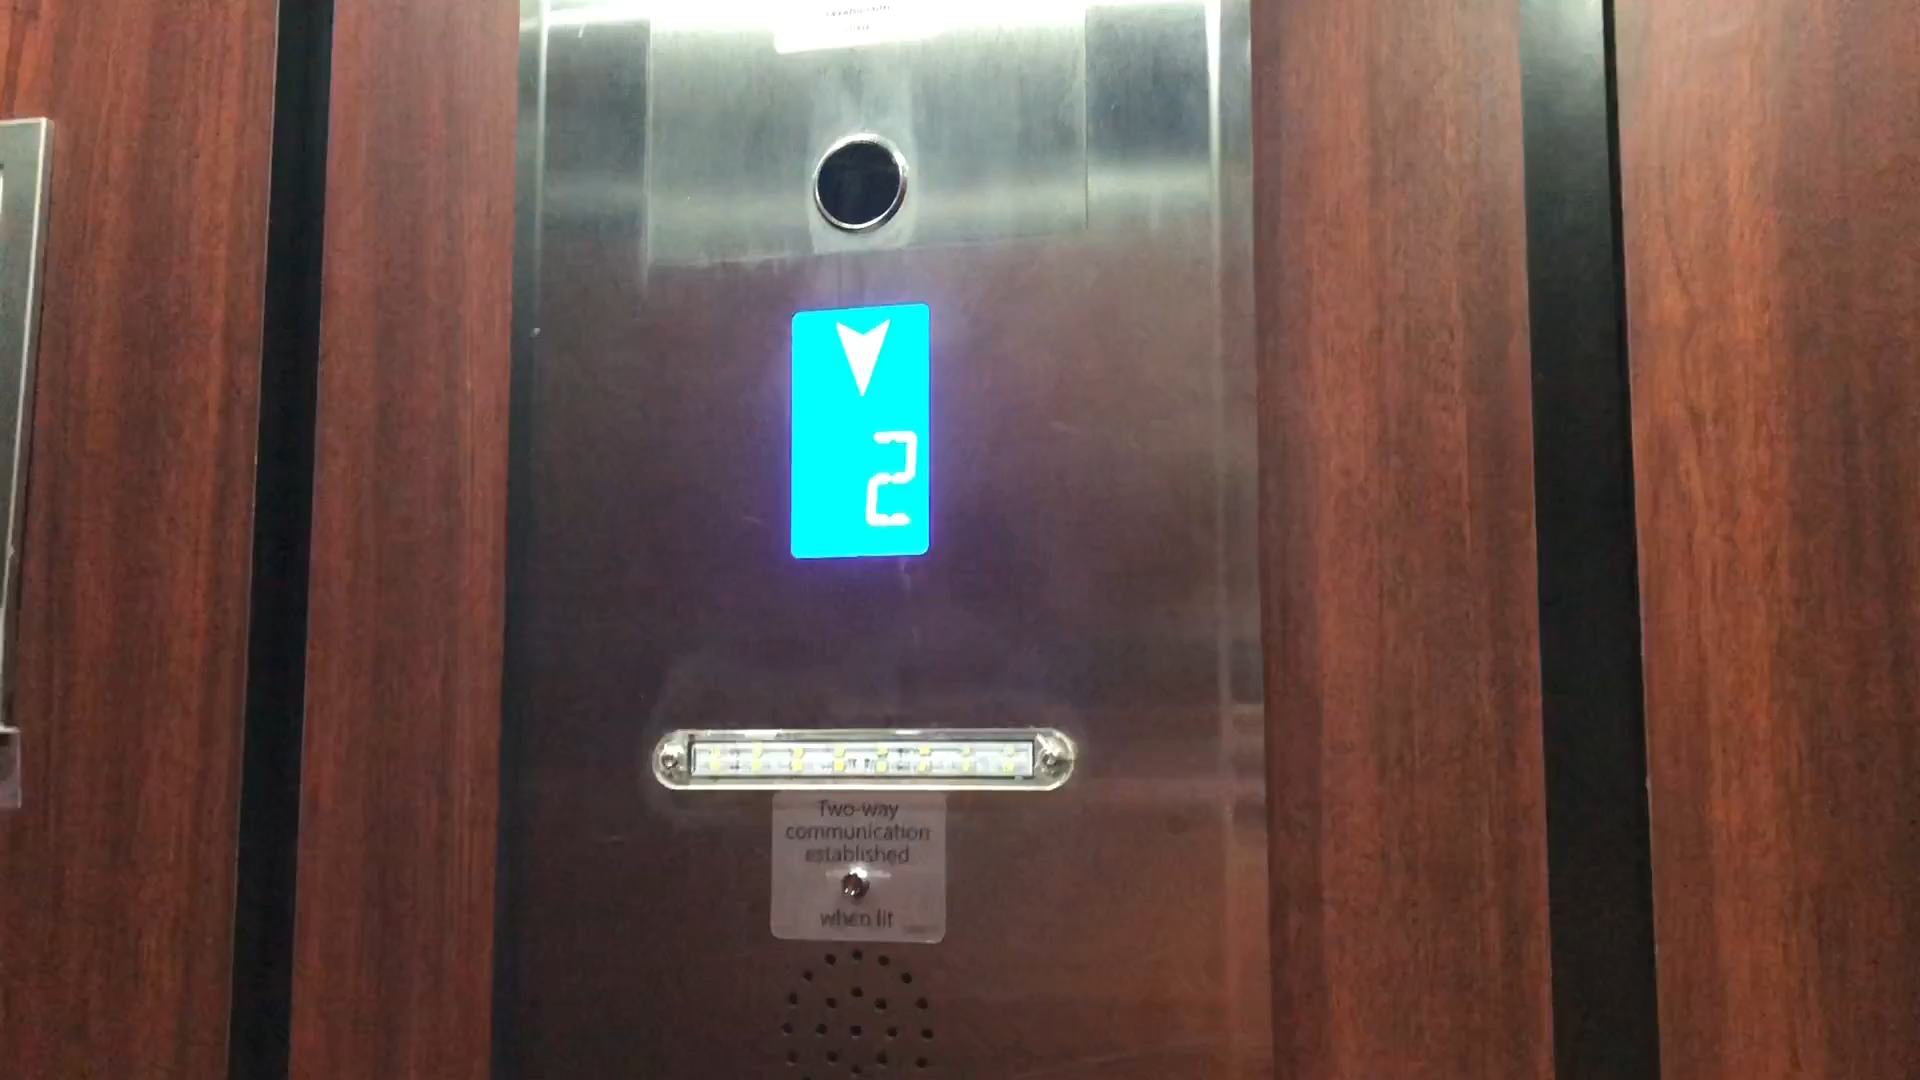 2
Two-way
communication
established
when lit